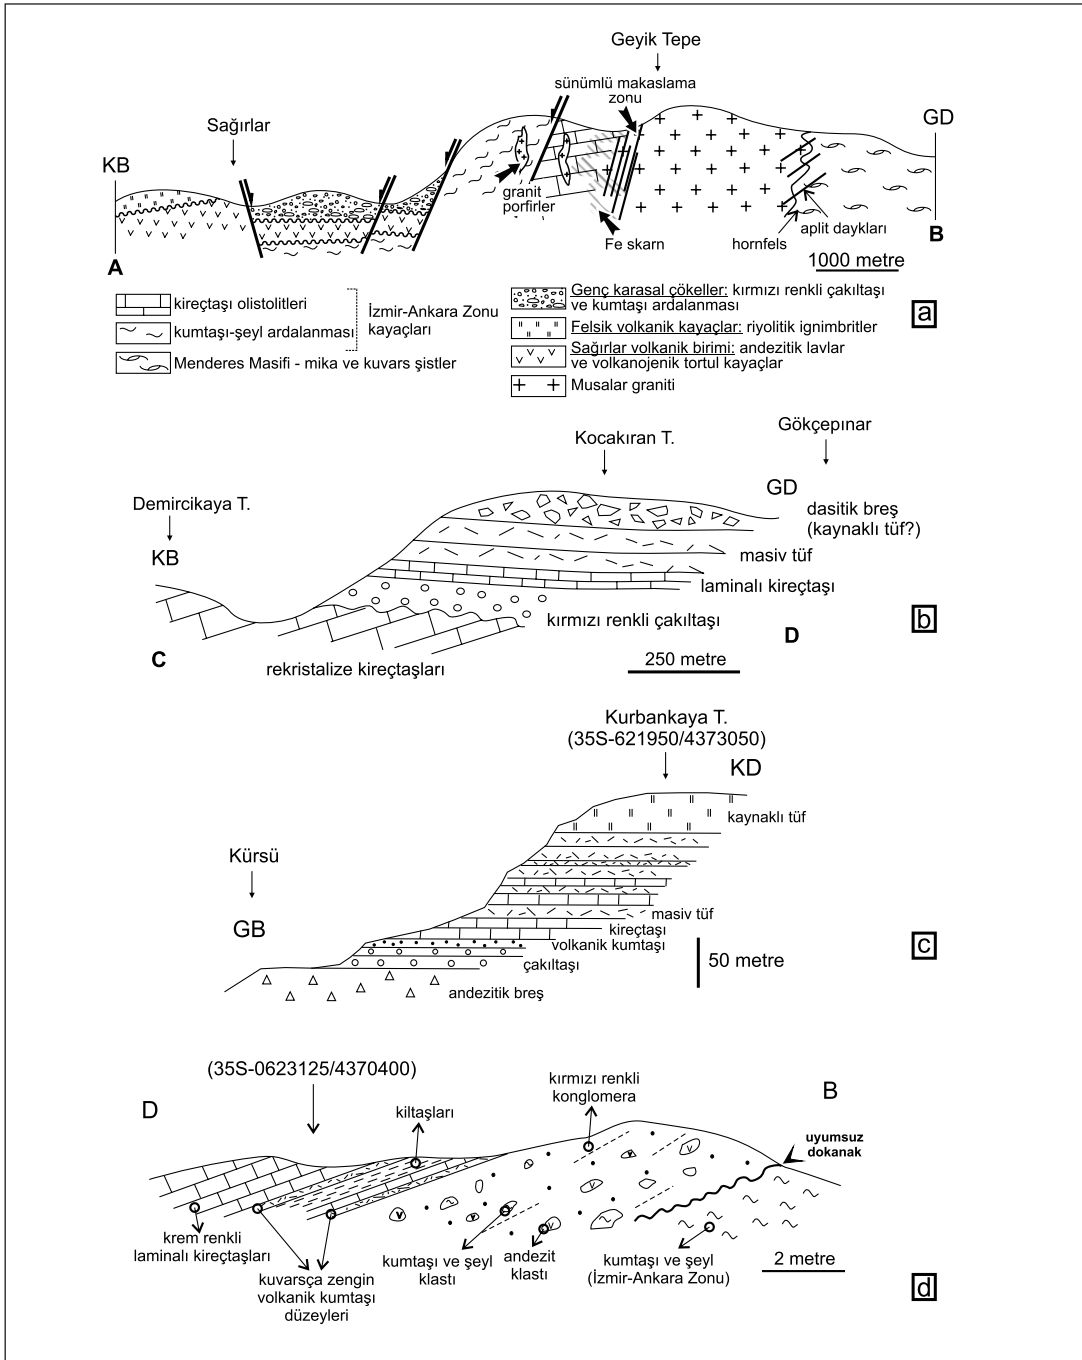 Geyik Tepe
sünümlü makaslama
zonu
Sağırlar
GD
KB
granit
porfirler
Fe skarn
hornfels
aplit daykları
A
B
1000 metre
kireçtaşı olistolitleri
kumtaşı-şeyl ardalanması
İzmir-Ankara Zonu
kayaçları
Menderes Masifi - mika ve kuvars şistler
Genç karasal çökeller: kırmızı renkli çakıltaşı
ve kumtaşı ardalanması
Felsik volkanik kayaçlar: riyolitik ignimbritler
Sağırlar volkanik birimi: andezitik lavlar
ve volkanojenik tortul kayaçlar
Musalar graniti
a
Gökçepınar
Kocakıran T.
GD
Demircikaya T.
KB
dasitik breş
(kaynaklı tüf?)
masiv tüf
laminalı kireçtaşı
kırmızı renkli çakıltaşı
rekristalize kireçtaşları
C
D
250 metre
b
Kurbankaya T.
(35S-621950/4373050)
KD
kaynaklı tüf
Kürsü
GB
masiv tüf
kireçtaşı
volkanik kumtaşı
çakıltaşı
andezitik breş
50 metre
c
(35S-0623125/4370400)
D
kiltaşları
kırmızı renkli
konglomera
B
uyumsuz
dokanak
krem renkli
laminalı kireçtaşları
kuvarsça zengin
volkanik kumtaşı
düzeyleri
kumtaşı ve şeyl
klastı
andezit
klastı
kumtaşı ve şeyl
(İzmir-Ankara Zonu)
2 metre
d